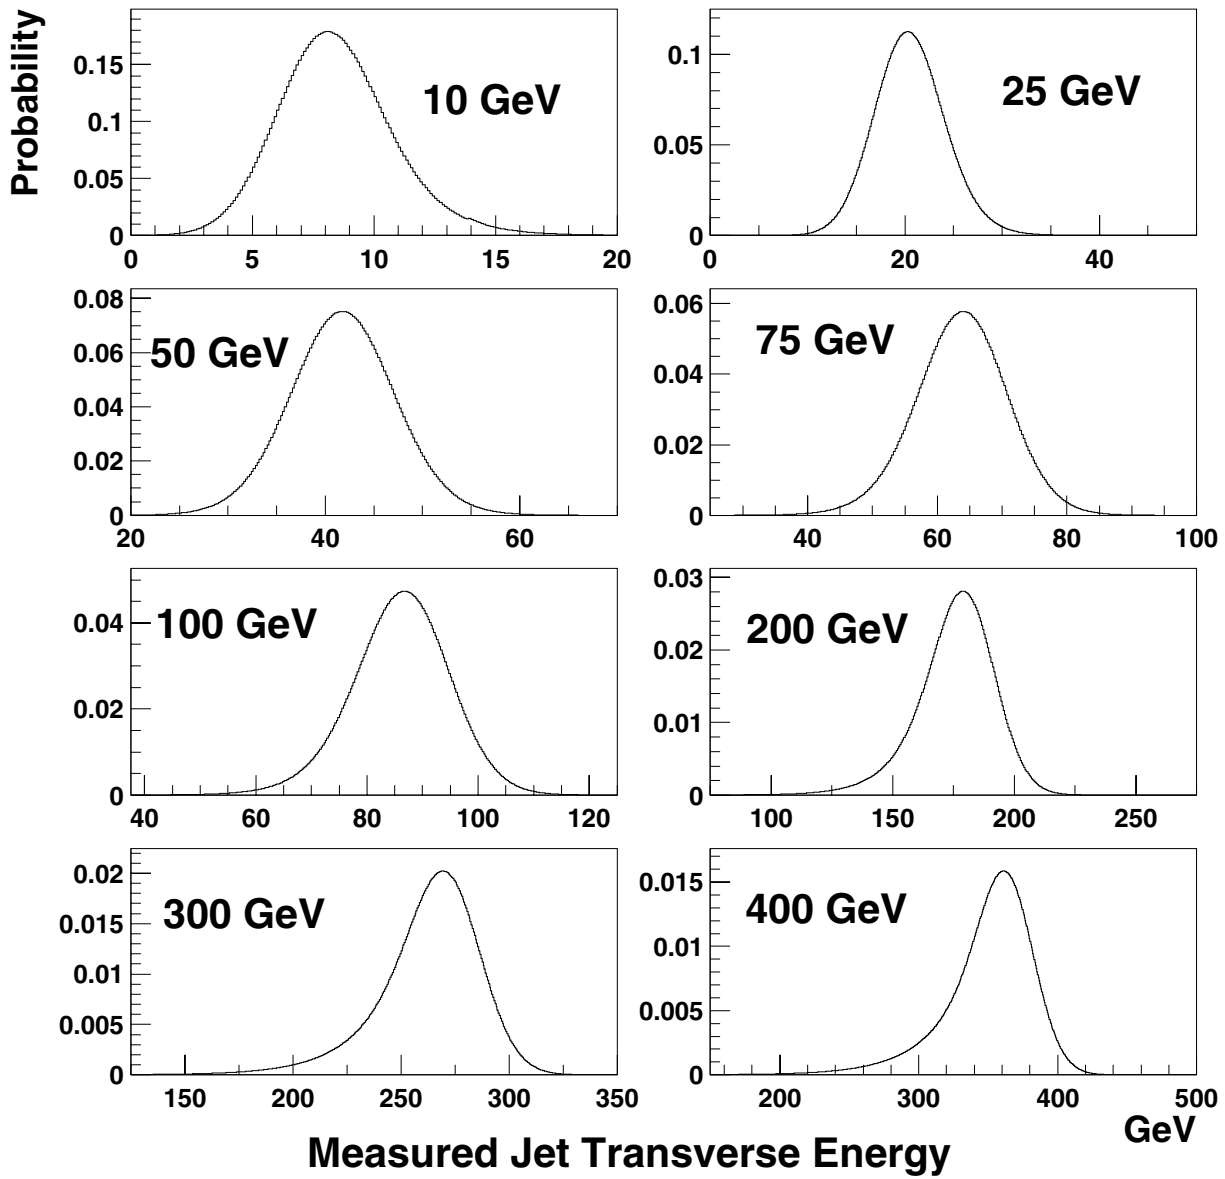 Probability
10 GeV
0.15
0.1
0.05
0
0 5 10 15 20
25 GeV
0.1
0.05
0
0 20 40
50 GeV
0.08
0.06
0.04
0.02
0
20 40 60
75 GeV
0.06
0.04
0.02
0
40 60 80 100
100 GeV
0.04
0.02
0
40 60 80 100 120
200 GeV
0.03
0.02
0.01
0
100 150 200 250
300 GeV
0.02
0.015
0.01
0.005
0
150 200 250 300 350
400 GeV
0.015
0.01
0.005
0
200 300 400 500
GeV
Measured Jet Transverse Energy